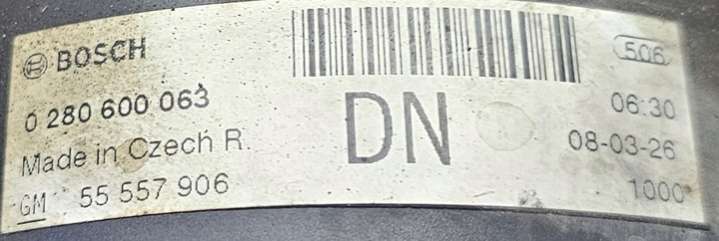 BOSCH
506
0 280 600 063
06:30
DN
Made in Czech R.
08-03-26
GM 55 557 906
1000